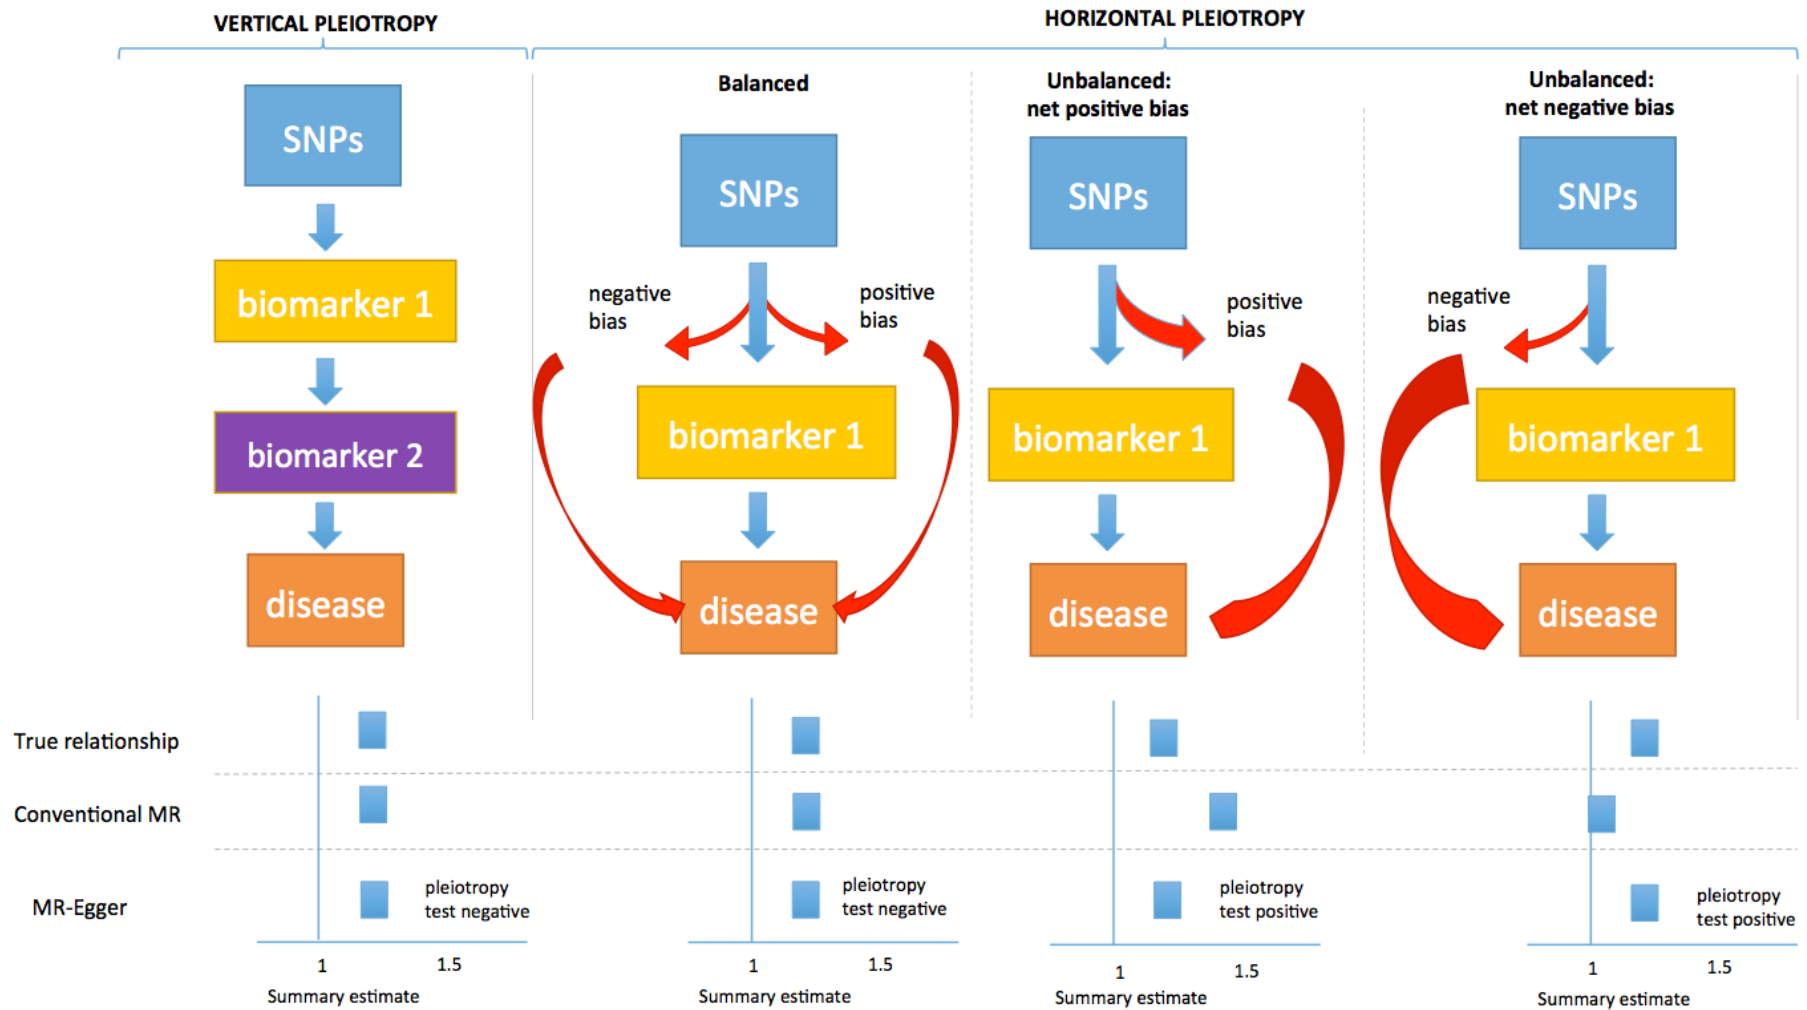 VERTICAL PLEIOTROPY
HORIZONTAL PLEIOTROPY
SNPs
biomarker 1
biomarker 2
disease
Balanced
SNPs
negative
bias
positive
bias
biomarker 1
disease
Unbalanced:
net positive bias
SNPs
positive
bias
biomarker 1
disease
Unbalanced:
net negative bias
SNPs
negative
bias
biomarker 1
disease
True relationship
Conventional MR
MR-Egger
pleiotropy
test negative
pleiotropy
test negative
pleiotropy
test positive
pleiotropy
test positive
1 1.5
Summary estimate
1 1.5
Summary estimate
1 1.5
Summary estimate
1 1.5
Summary estimate